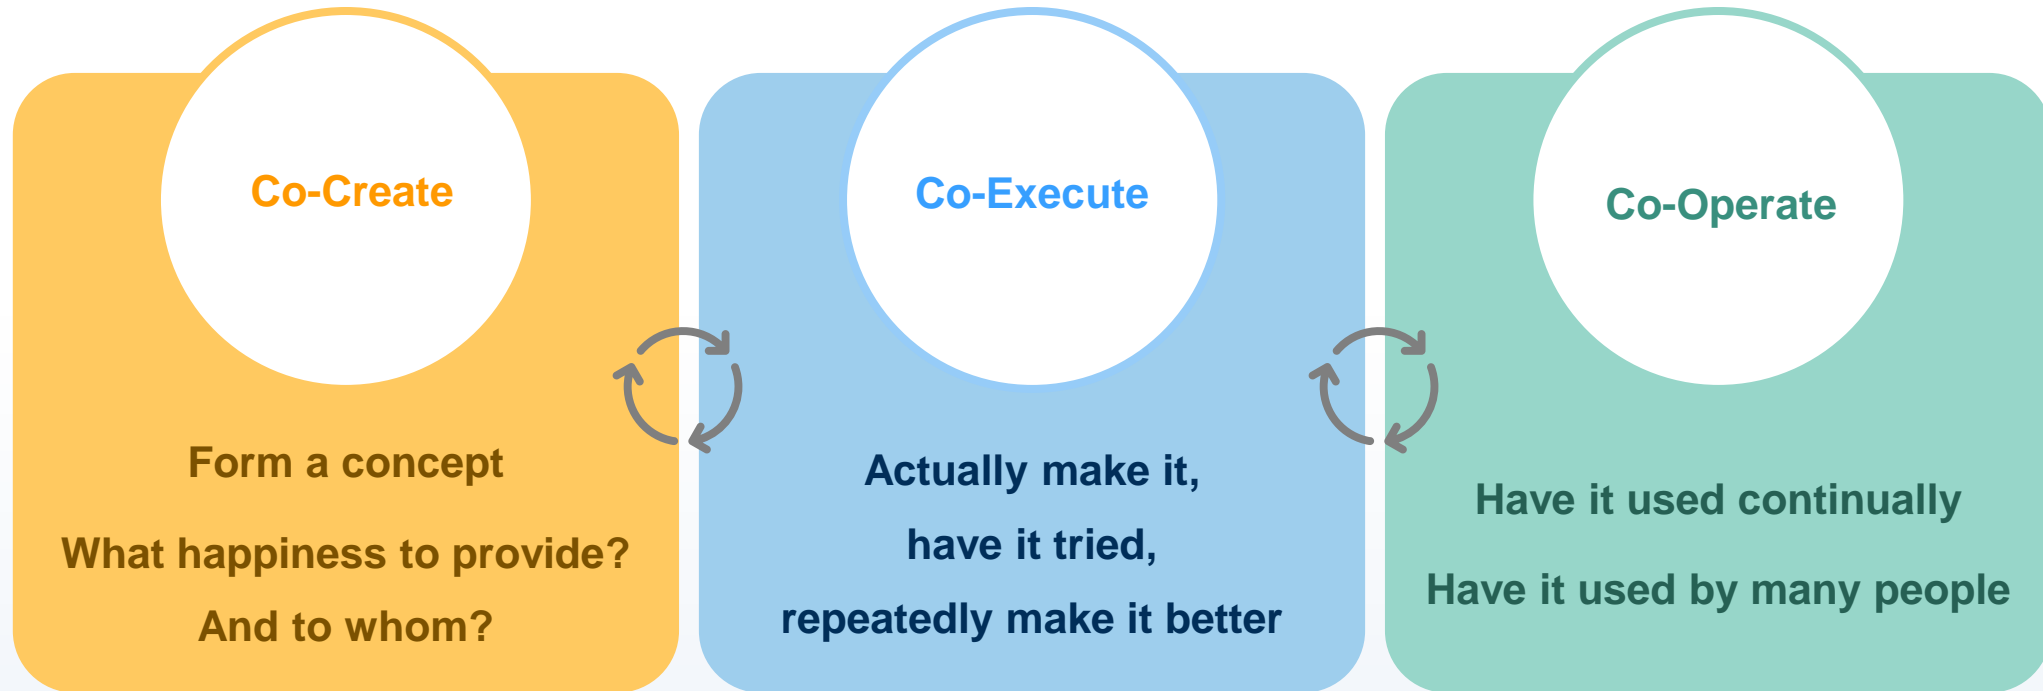 Co-Create
Form a concept
What happiness to provide?
And to whom?
Co-Execute
Actually make it,
have it tried,
repeatedly make it better
Co-Operate
Have it used continually
Have it used by many people